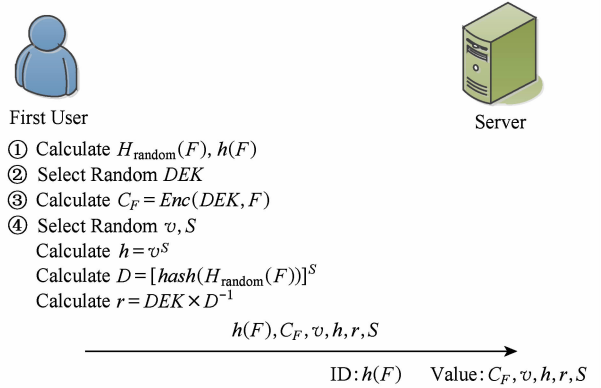 First User
Server
① Calculate H_random(F), h(F)
② Select Random DEK
③ Calculate C_F = Enc(DEK, F)
④ Select Random v, S
Calculate h = v^S
Calculate D = [hash(H_random(F))]^S
Calculate r = DEK × D^-1
h(F), C_F, v, h, r, S
ID: h(F) Value: C_F, v, h, r, S